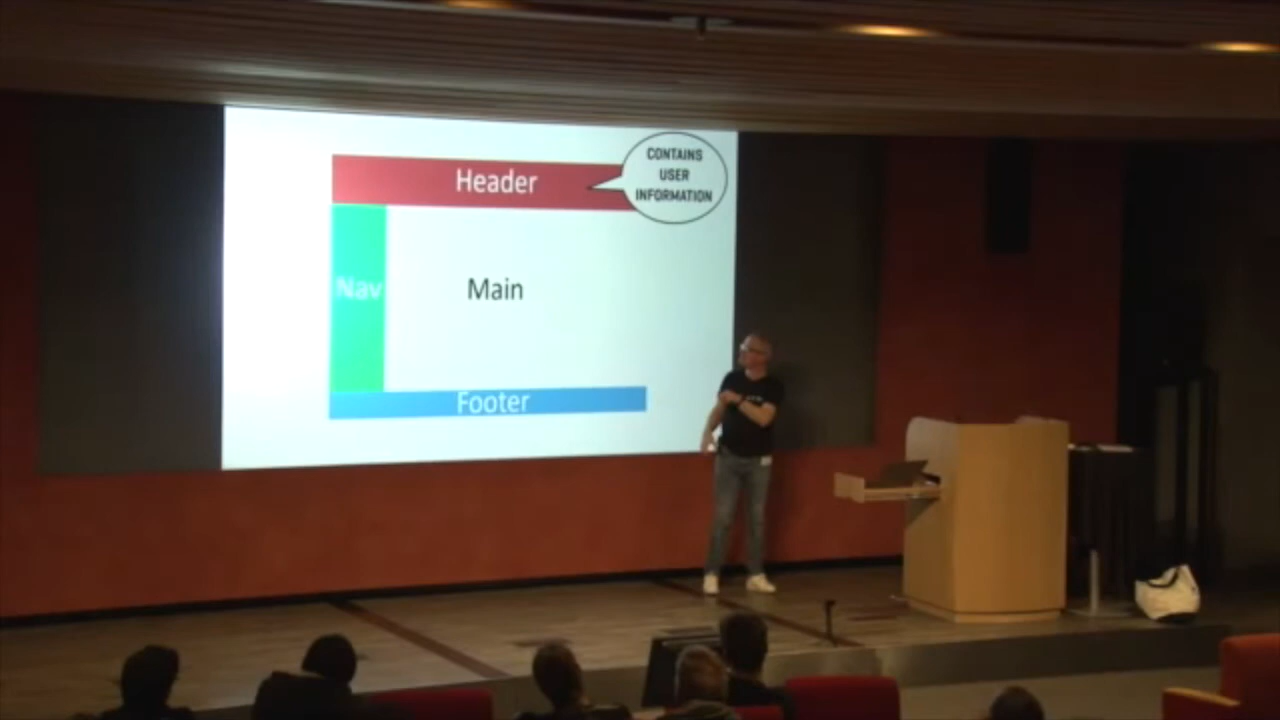 Header
CONTAINS
USER
INFORMATION
Nav
Main
Footer